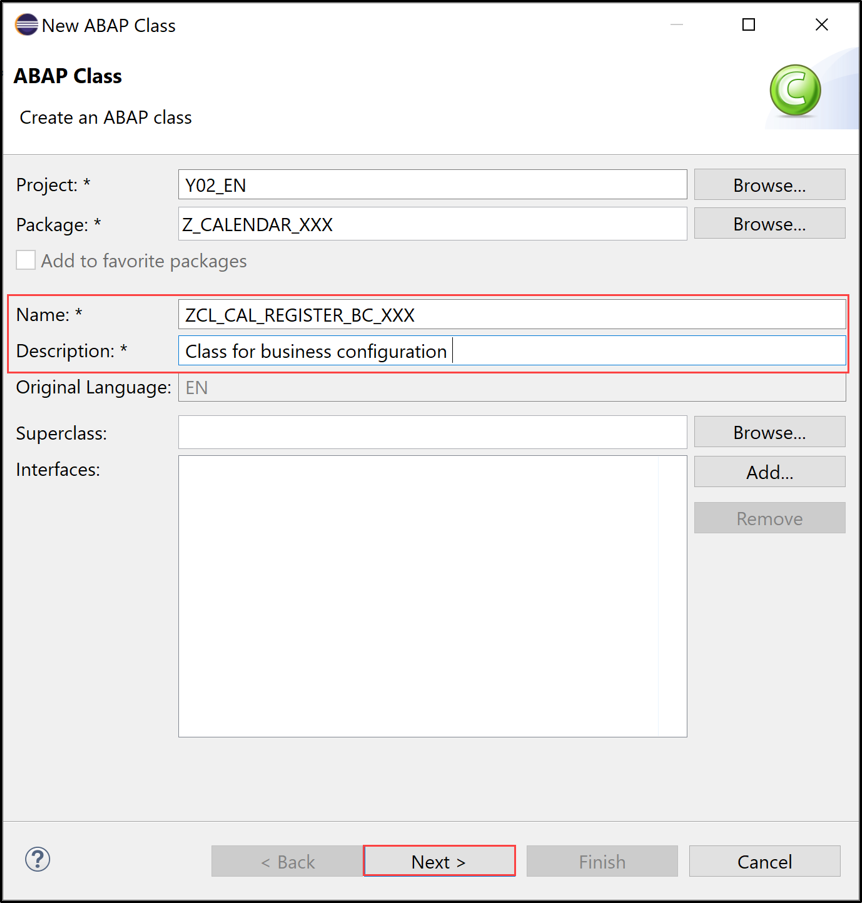 New ABAP Class
ABAP Class
Create an ABAP class
Project: * Y02_EN Browse...
Package: * Z_CALENDAR_XXX Browse...
Add to favorite packages
Name: * ZCL_CAL_REGISTER_BC_XXX
Description: * Class for business configuration
Original Language: EN
Superclass: Browse...
Interfaces: Add...
Remove
? < Back Next > Finish Cancel